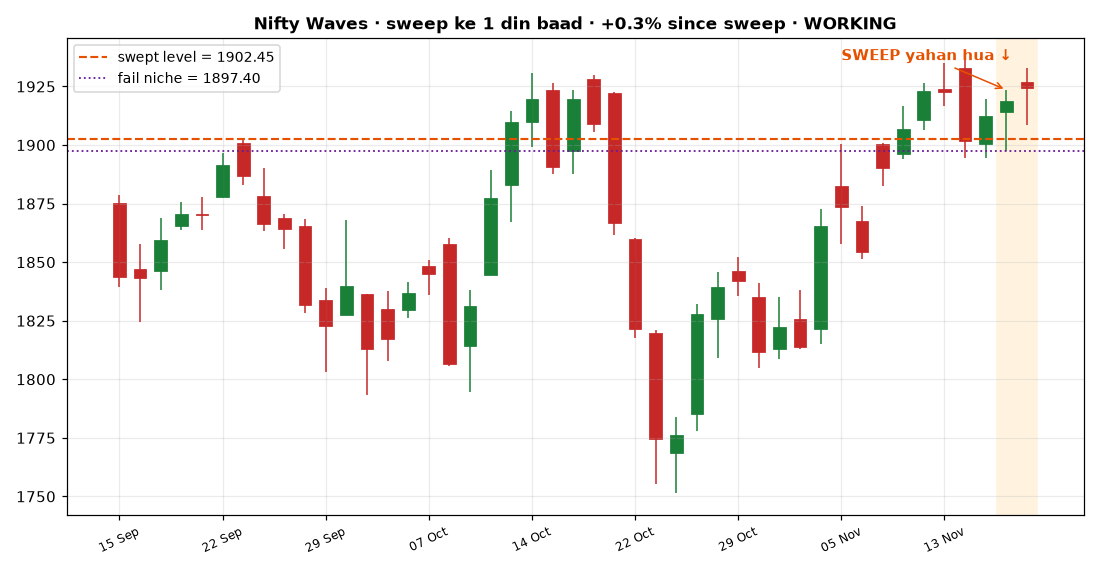 Nifty Waves · sweep ke 1 din baad · +0.3% since sweep · WORKING
swept level = 1902.45
fail niche = 1897.40
SWEEP yahan hua ↓
1925
1900
1875
1850
1825
1800
1775
1750
15 Sep
22 Sep
29 Sep
07 Oct
14 Oct
22 Oct
29 Oct
05 Nov
13 Nov